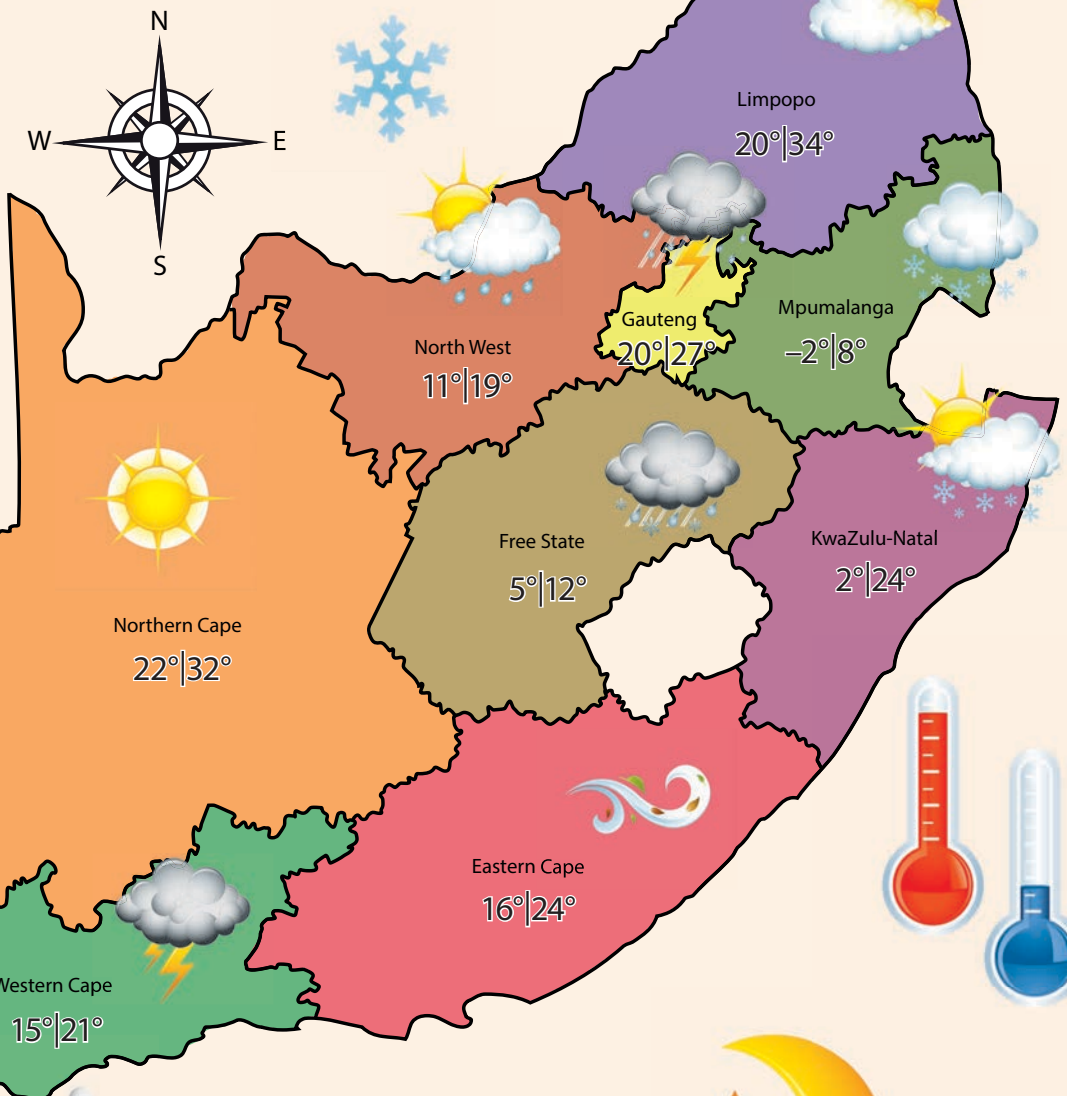 N
W
E
S
Limpopo
20°|34°
Mpumalanga
–2°|8°
Gauteng
20°|27°
North West
11°|19°
Free State
5°|12°
KwaZulu-Natal
2°|24°
Northern Cape
22°|32°
Eastern Cape
16°|24°
Western Cape
15°|21°